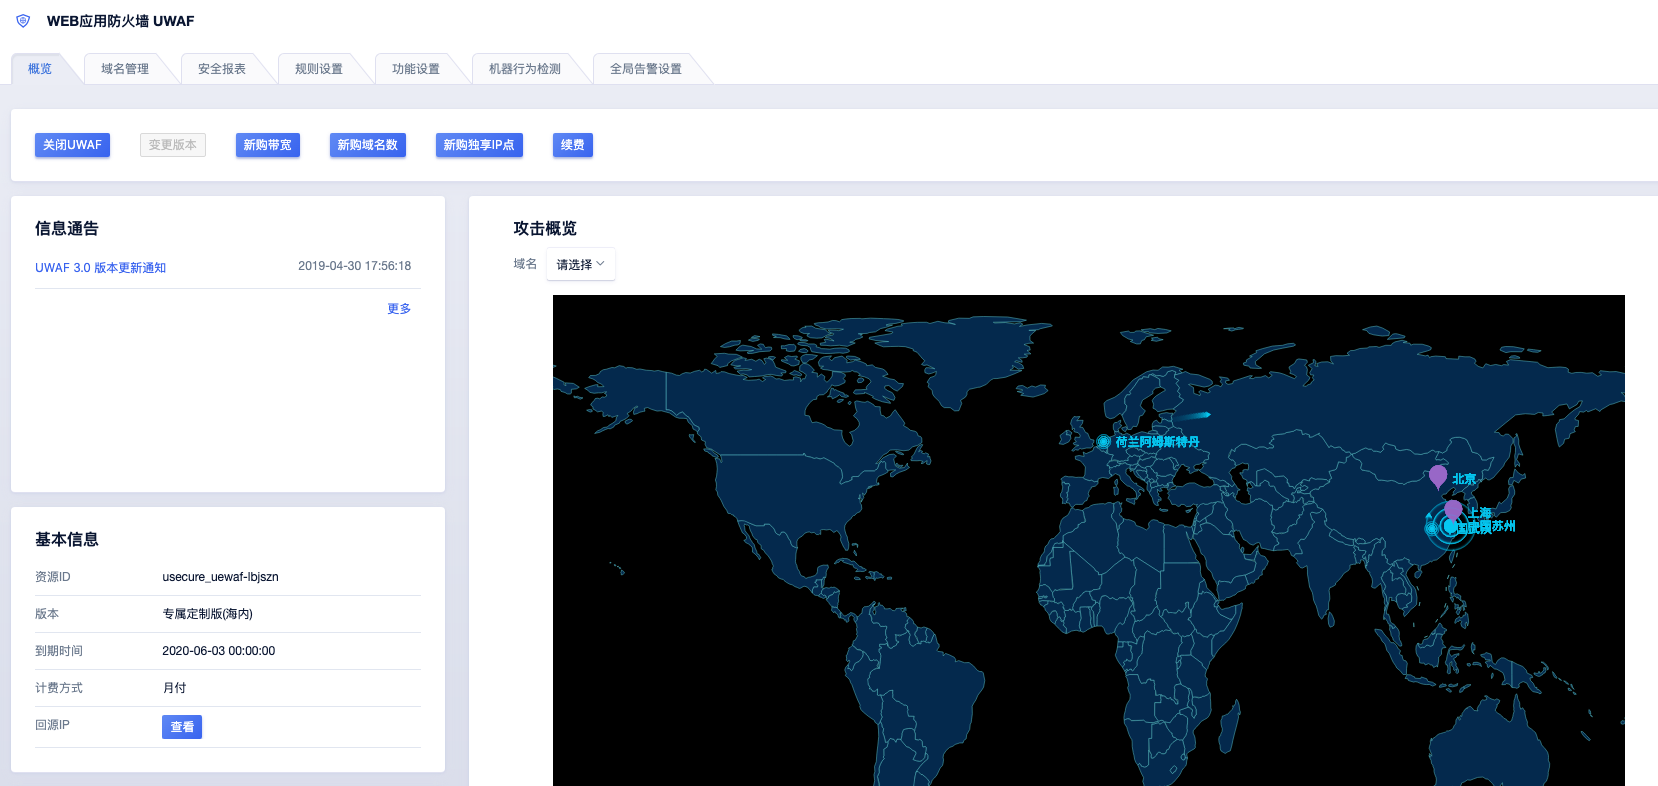 WEB应用防火墙 UWAF
概览
域名管理
安全报表
规则设置
功能设置
机器行为检测
全局告警设置
关闭UWAF
变更版本
新购带宽
新购域名数
新购独享IP点
续费
信息通告
UWAF 3.0 版本更新通知 2019-04-30 17:56:18
更多
基本信息
资源ID usecure_uewaf-lbjszn
版本 专属定制版(海内)
到期时间 2020-06-03 00:00:00
计费方式 月付
回源IP 查看
攻击概览
域名 请选择
荷兰阿姆斯特丹
北京
上海
苏州